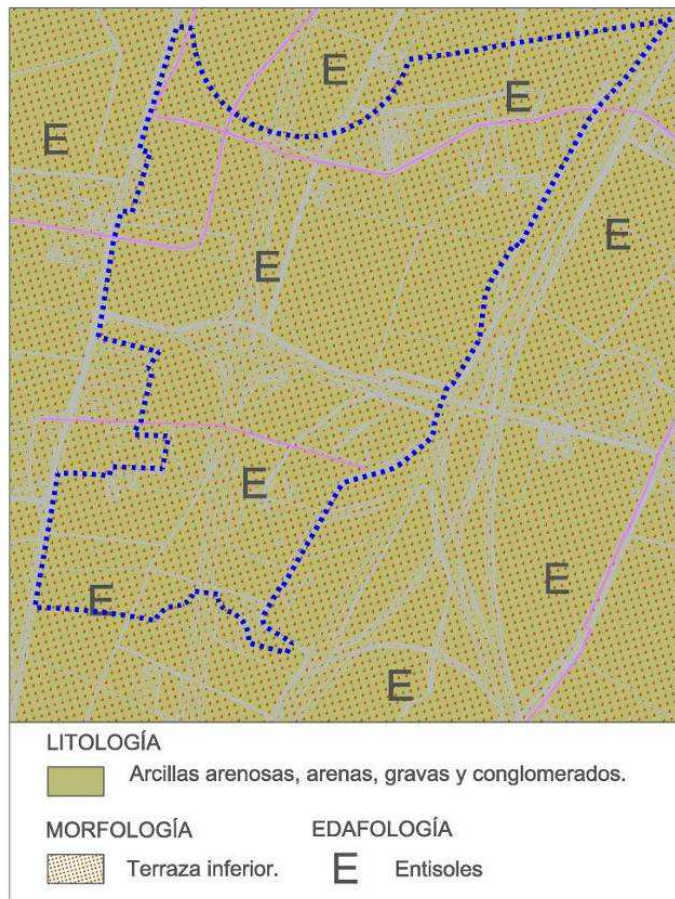 E
E
E
E
E
E
E
E
E
LITOLOGÍA
Arcillas arenosas, arenas, gravas y conglomerados.
MORFOLOGÍA EDAFOLOGÍA
Terraza inferior. E Entisoles